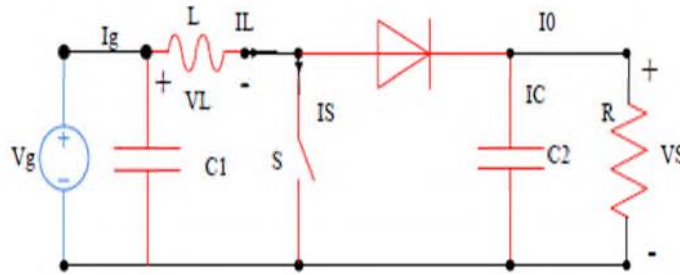 L IL I0
Ig
+ VL - IS IC R +
Vg + - C1 S C2 VS
-